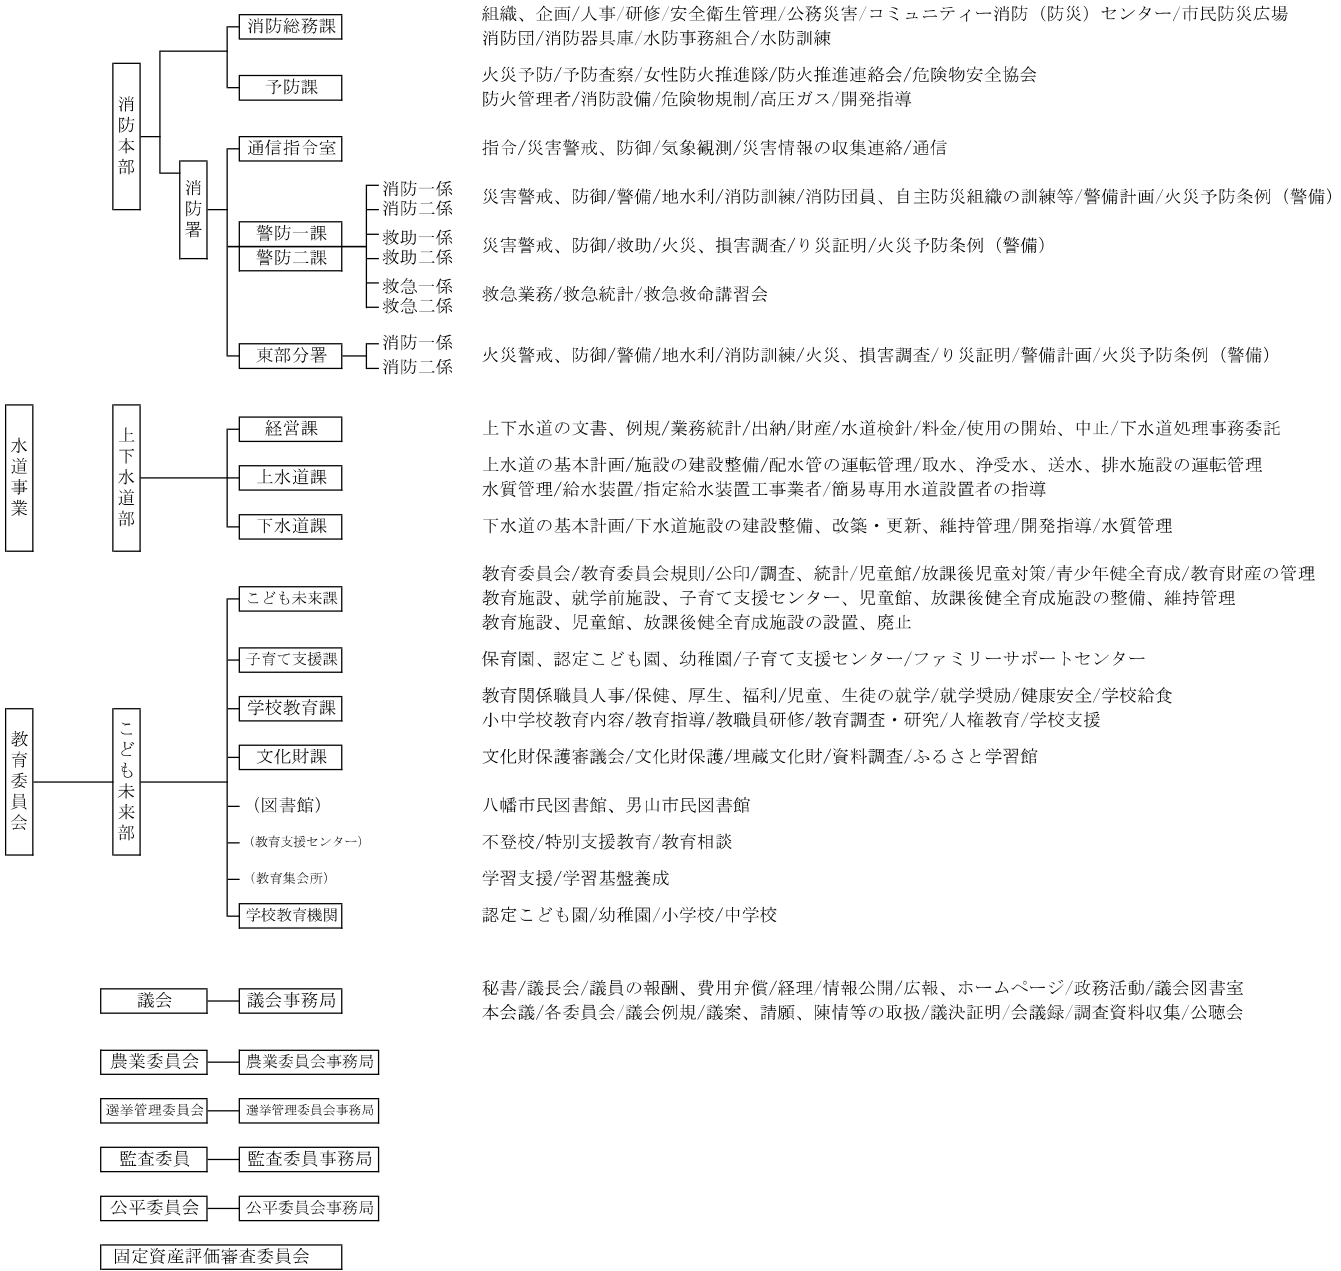 消防本部
消防総務課
組織、企画/人事/研修/安全衛生管理/公務災害/コミュニティー消防（防災）センター/市民防災広場
消防団/消防器具庫/水防事務組合/水防訓練
予防課
火災予防/予防査察/女性防火推進隊/防火推進連絡会/危険物安全協会
防火管理者/消防設備/危険物規制/高圧ガス/開発指導
消防署
通信指令室
指令/災害警戒、防御/気象観測/災害情報の収集連絡/通信
警防一課
警防二課
消防一係
消防二係
災害警戒、防御/警備/地水利/消防訓練/消防団員、自主防災組織の訓練等/警備計画/火災予防条例（警備）
救助一係
救助二係
災害警戒、防御/救助/火災、損害調査/り災証明/火災予防条例（警備）
救急一係
救急二係
救急業務/救急統計/救急救命講習会
東部分署
消防一係
消防二係
火災警戒、防御/警備/地水利/消防訓練/火災、損害調査/り災証明/警備計画/火災予防条例（警備）
水道事業
上下水道部
経営課
上下水道の文書、例規/業務統計/出納/財産/水道検針/料金/使用の開始、中止/下水道処理事務委託
上水道課
上水道の基本計画/施設の建設整備/配水管の運転管理/取水、浄受水、送水、排水施設の運転管理
水質管理/給水装置/指定給水装置工事業者/簡易専用水道設置者の指導
下水道課
下水道の基本計画/下水道施設の建設整備、改築・更新、維持管理/開発指導/水質管理
教育委員会
こども未来部
こども未来課
教育委員会/教育委員会規則/公印/調査、統計/児童館/放課後児童対策/青少年健全育成/教育財産の管理
教育施設、就学前施設、子育て支援センター、児童館、放課後健全育成施設の整備、維持管理
教育施設、児童館、放課後健全育成施設の設置、廃止
子育て支援課
保育園、認定こども園、幼稚園/子育て支援センター/ファミリーサポートセンター
学校教育課
教育関係職員人事/保健、厚生、福利/児童、生徒の就学/就学奨励/健康安全/学校給食
小中学校教育内容/教育指導/教職員研修/教育調査・研究/人権教育/学校支援
文化財課
文化財保護審議会/文化財保護/埋蔵文化財/資料調査/ふるさと学習館
（図書館）
八幡市民図書館、男山市民図書館
（教育支援センター）
不登校/特別支援教育/教育相談
（教育集会所）
学習支援/学習基盤養成
学校教育機関
認定こども園/幼稚園/小学校/中学校
議会
議会事務局
秘書/議長会/議員の報酬、費用弁償/経理/情報公開/広報、ホームページ/政務活動/議会図書室
本会議/各委員会/議会例規/議案、請願、陳情等の取扱/議決証明/会議録/調査資料収集/公聴会
農業委員会
農業委員会事務局
選挙管理委員会
選挙管理委員会事務局
監査委員
監査委員事務局
公平委員会
公平委員会事務局
固定資産評価審査委員会